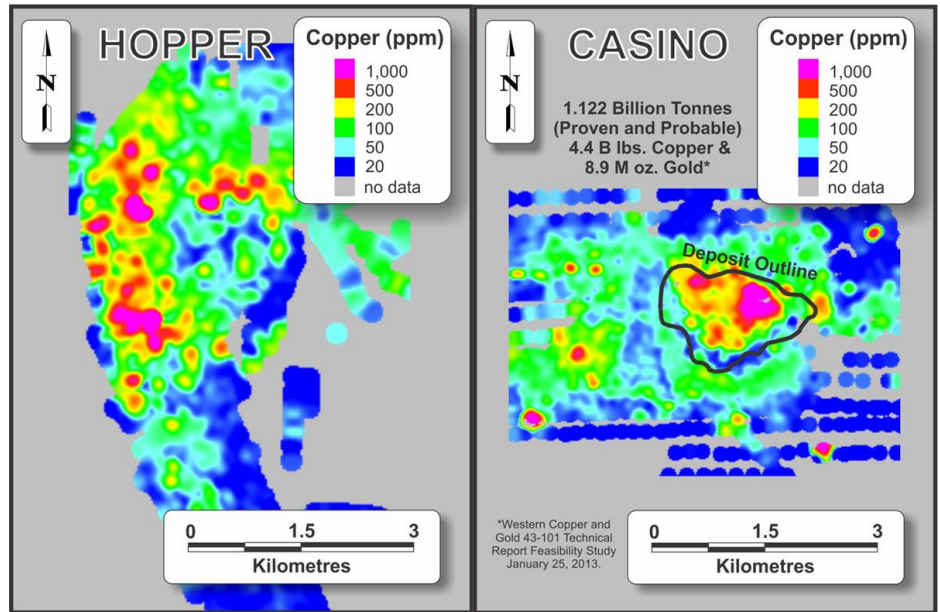 HOPPER
N
Copper (ppm)
1,000
500
200
100
50
20
no data
0 1.5 3
Kilometres
CASINO
N
Copper (ppm)
1,000
500
200
100
50
20
no data
1.122 Billion Tonnes
(Proven and Probable)
4.4 B lbs. Copper &
8.9 M oz. Gold*
Deposit Outline
*Western Copper and
Gold 43-101 Technical
Report Feasibility Study
January 25, 2013.
0 1.5 3
Kilometres